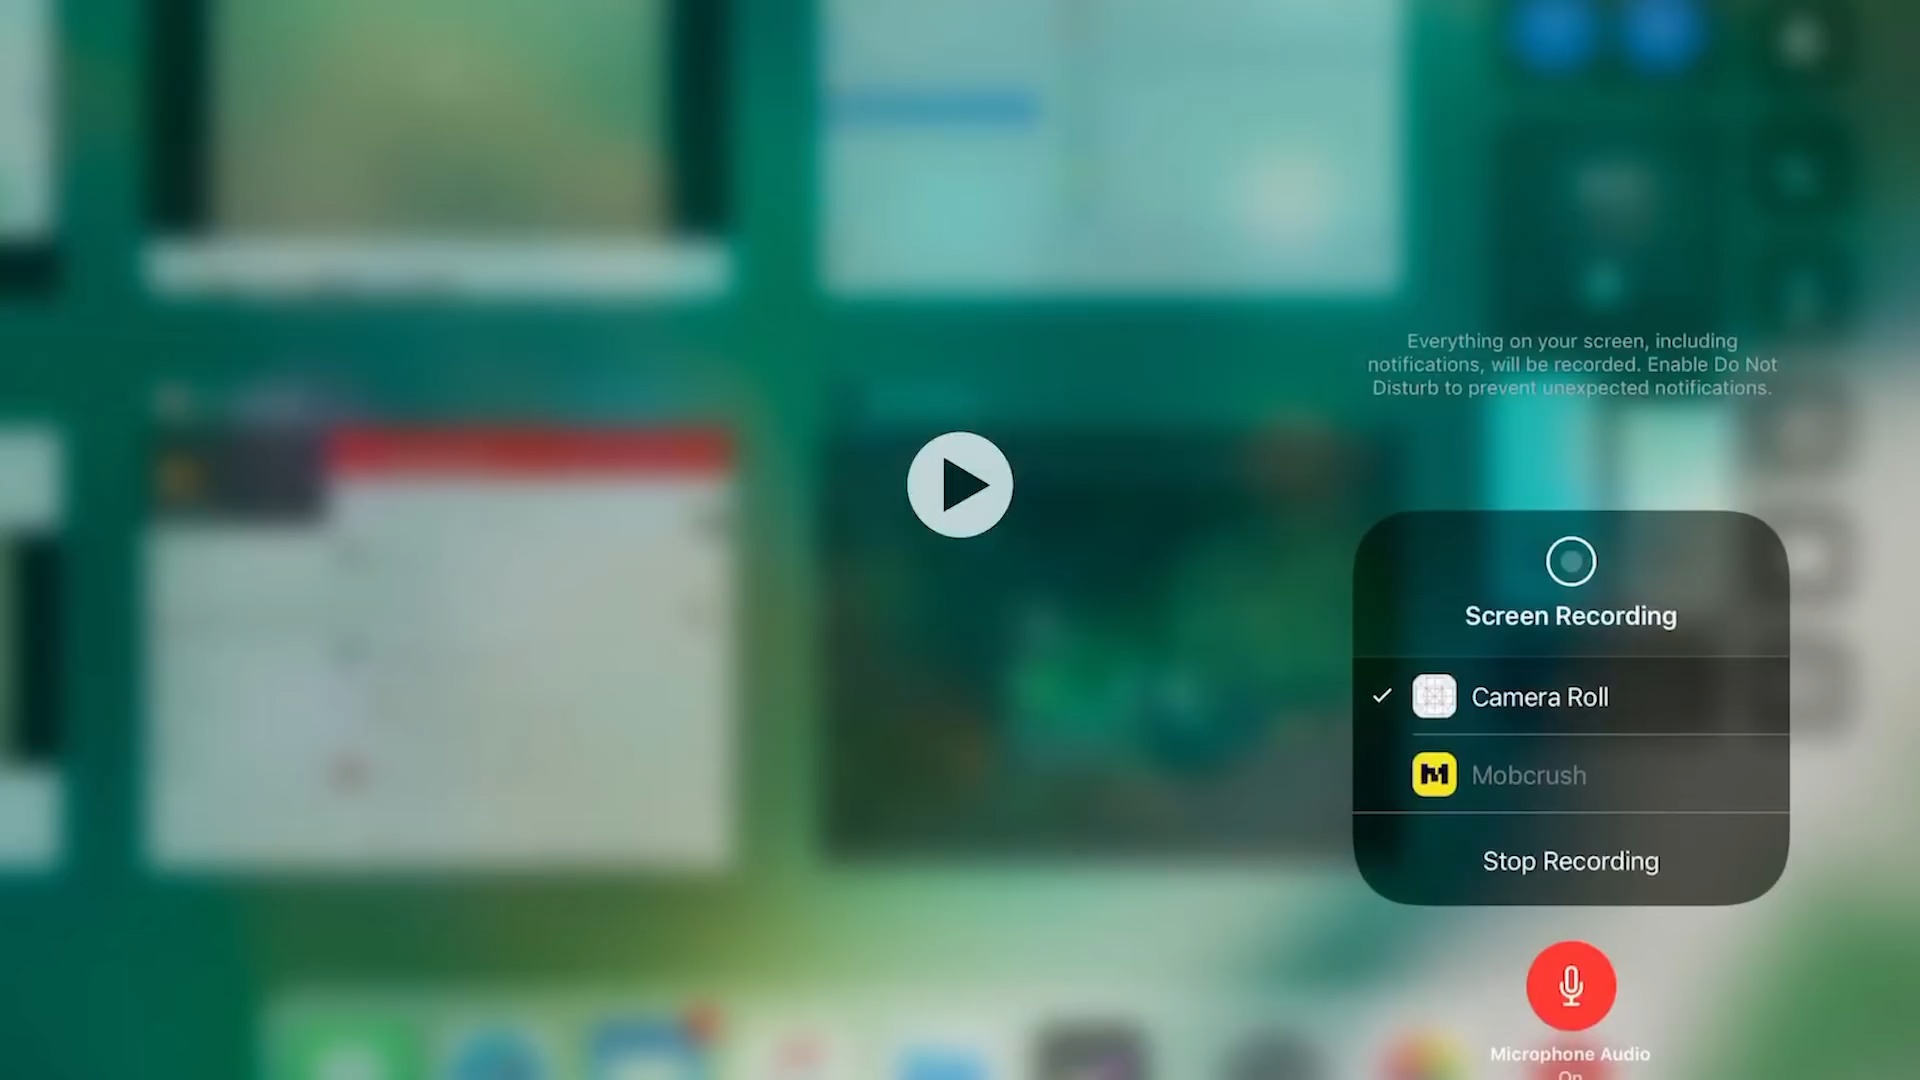 Everything on your screen, including
notifications, will be recorded. Enable Do Not
Disturb to prevent unexpected notifications.
Screen Recording
Camera Roll
Mobcrush
Stop Recording
Microphone Audio
On